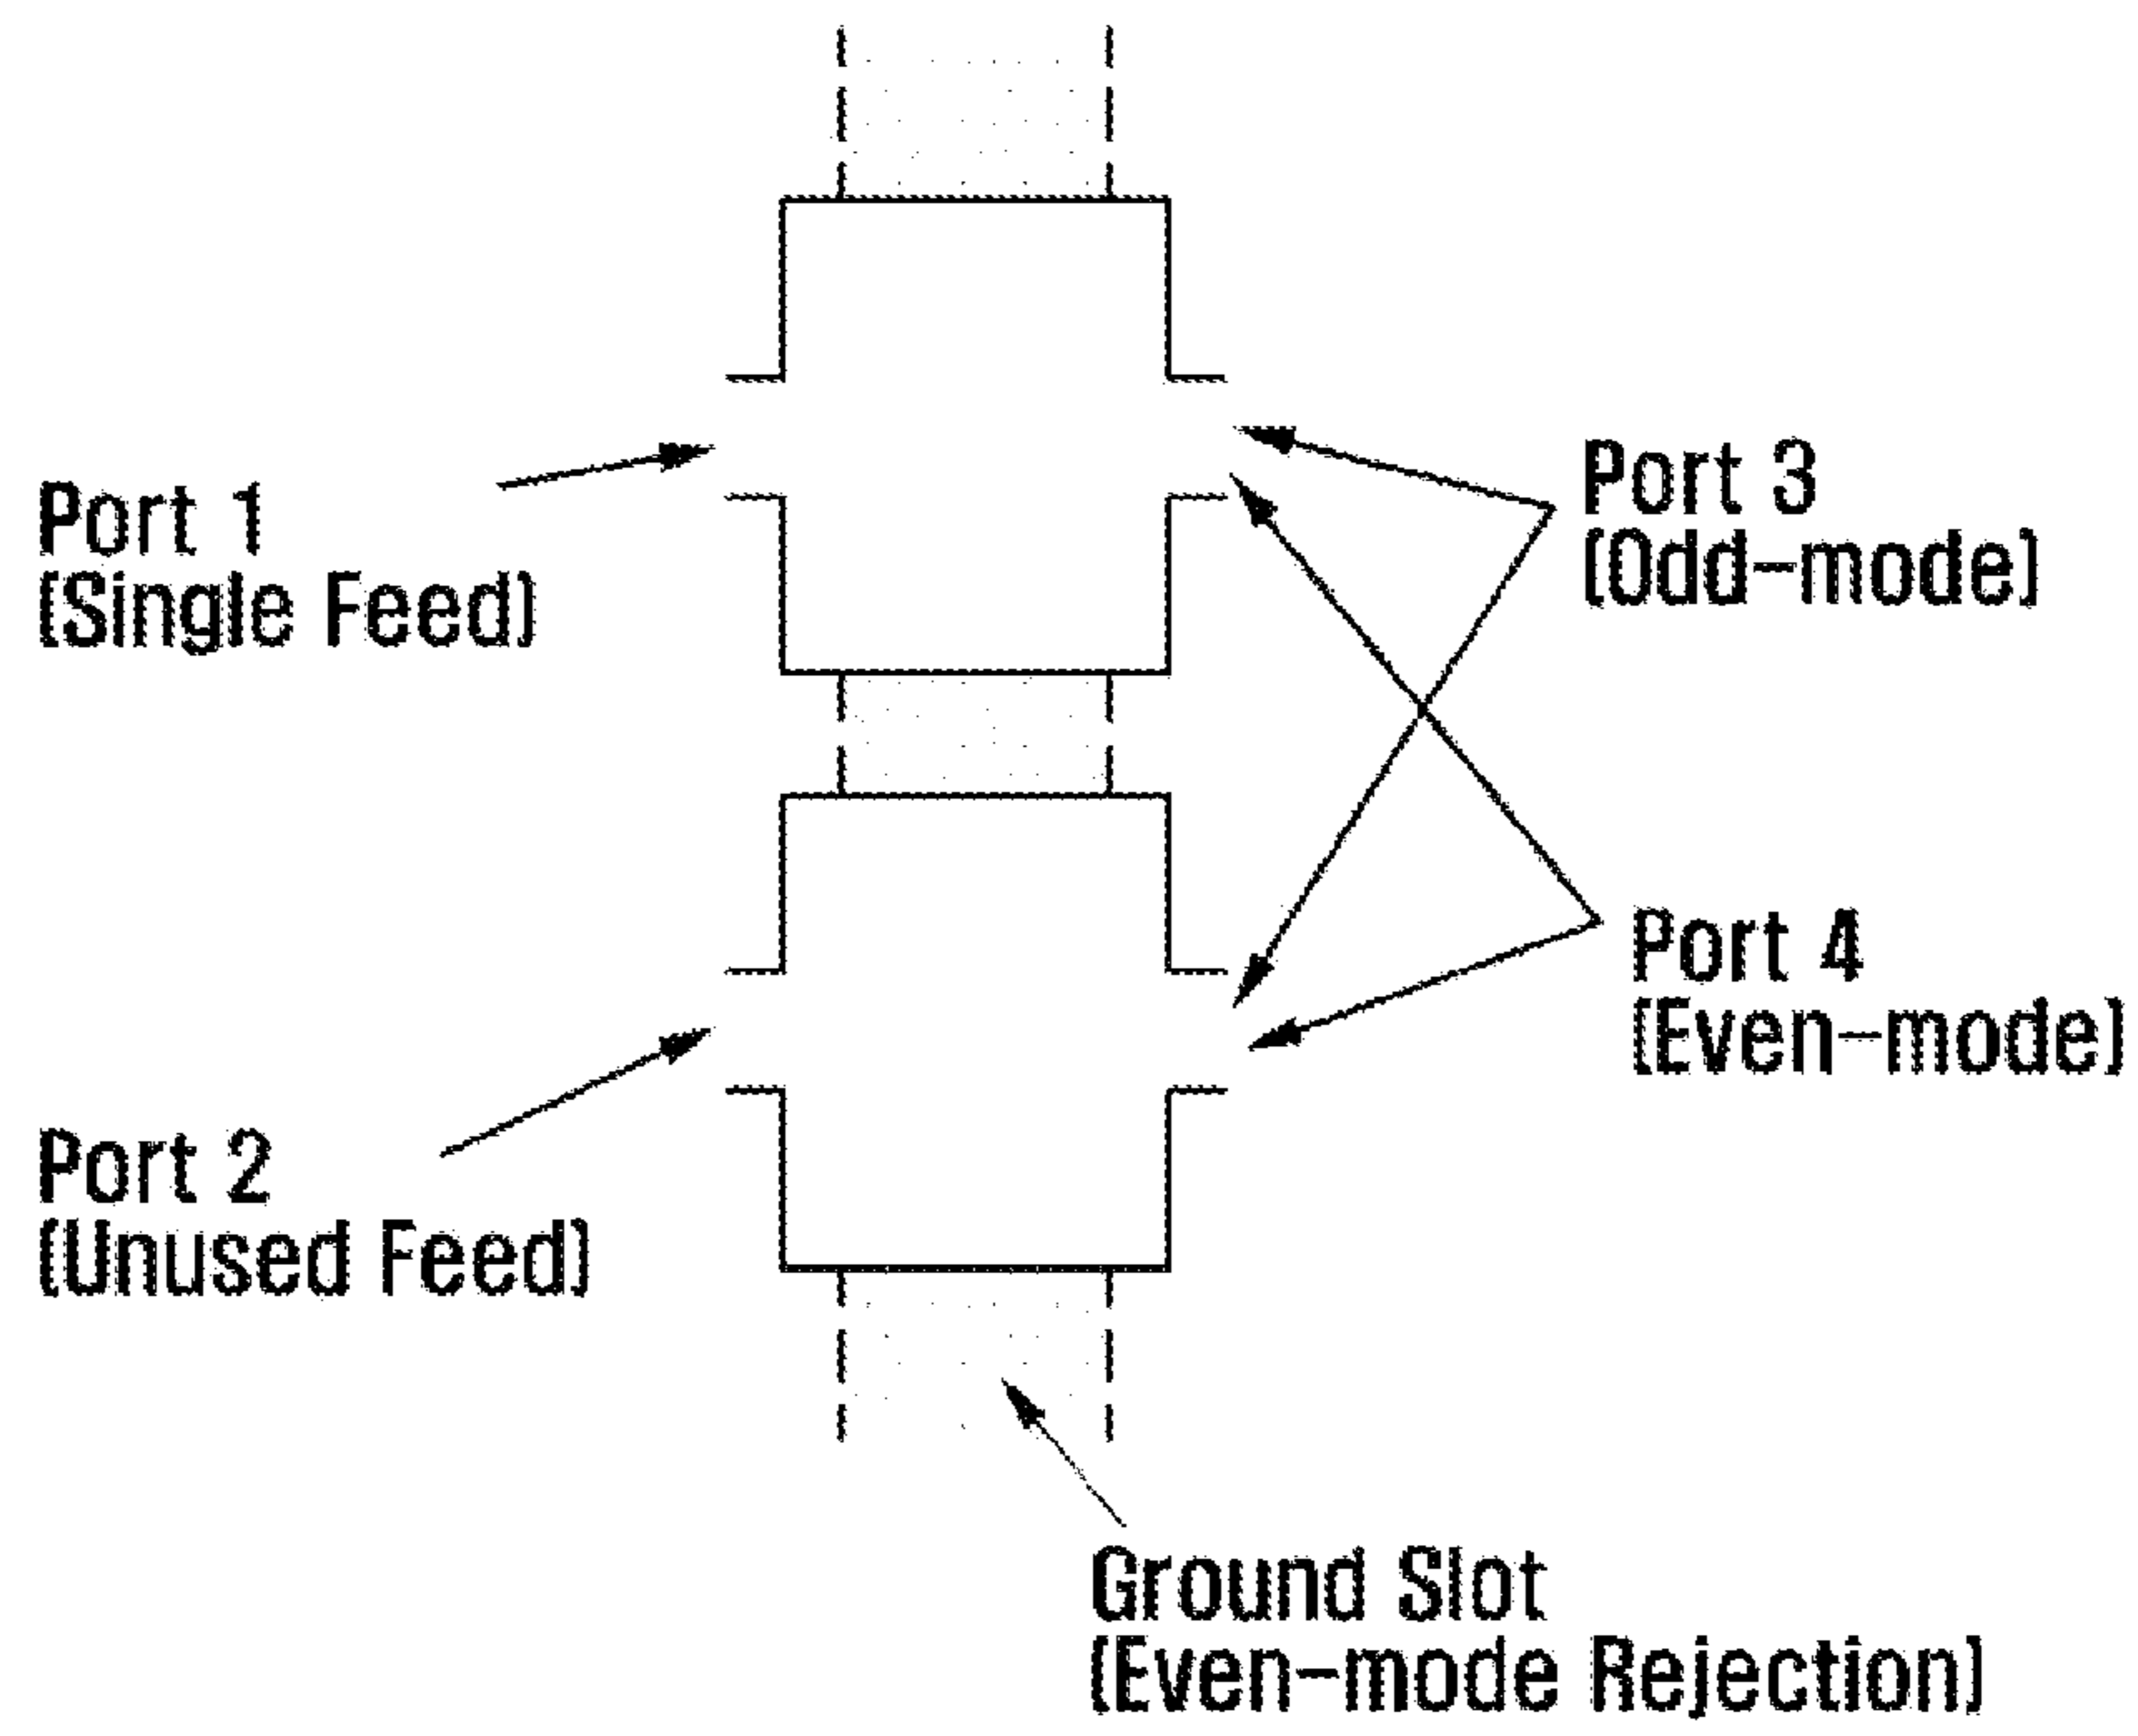 Port 1
(Single Feed)
Port 3
(Odd-mode)
Port 4
(Even-mode)
Port 2
(Unused Feed)
Ground Slot
(Even-mode Rejection)